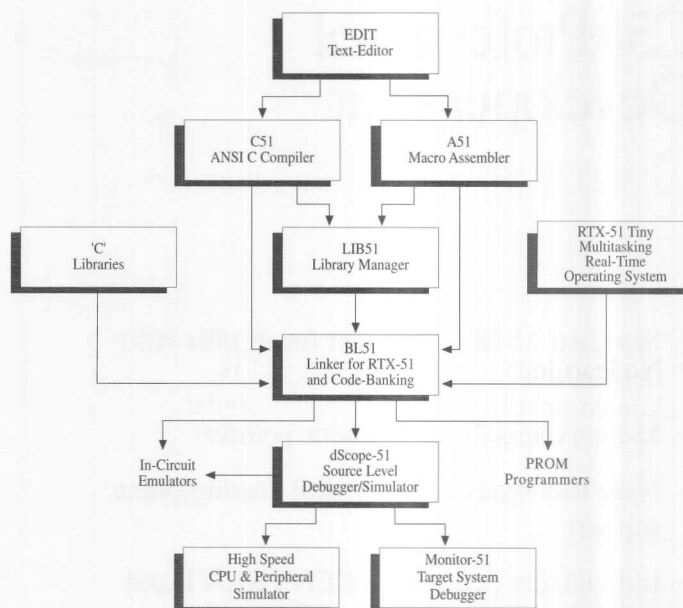 EDIT
Text-Editor
C51
ANSI C Compiler
A51
Macro Assembler
'C'
Libraries
LIB51
Library Manager
RTX-51 Tiny
Multitasking
Real-Time
Operating System
BL51
Linker for RTX-51
and Code-Banking
In-Circuit
Emulators
dScope-51
Source Level
Debugger/Simulator
PROM
Programmers
High Speed
CPU & Peripheral
Simulator
Monitor-51
Target System
Debugger